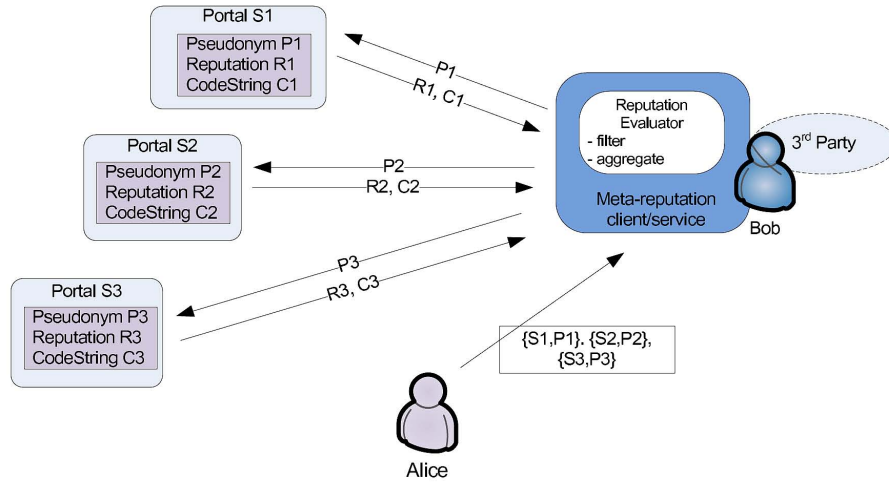 Portal S1
Pseudonym P1
Reputation R1
CodeString C1
P1
R1, C1
Portal S2
Pseudonym P2
Reputation R2
CodeString C2
P2
R2, C2
Portal S3
Pseudonym P3
Reputation R3
CodeString C3
P3
R3, C3
Reputation
Evaluator
- filter
- aggregate
Meta-reputation
client/service
3rd Party
Bob
{S1,P1}. {S2,P2},
{S3,P3}
Alice